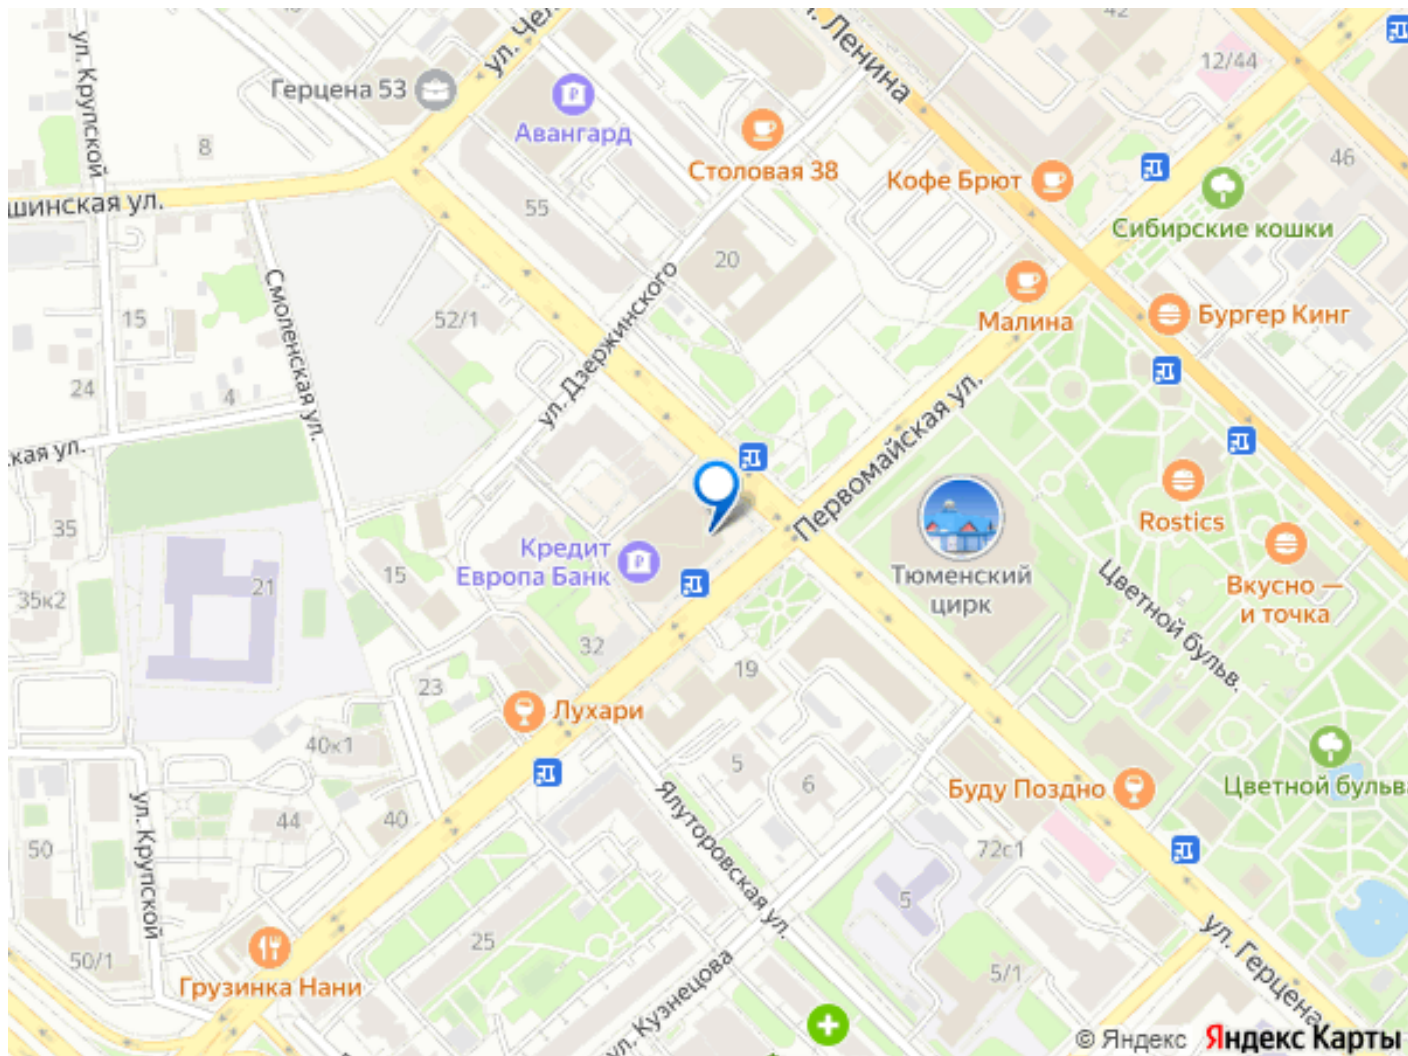 42
ул. Ленина
ул. Чел
12/44
ул. Крупской
Герцена 53
Авангард
Столовая 38
8
46
Кофе Брют
шинская ул.
55
Сибирские кошки
20
Смоленская ул.
ул. Дзержинского
15
52/1
Малина
Бургер Кинг
24
4
Первомайская ул.
кая ул.
35
Rostics
Кредит
Европа Банк
15
Тюменский
цирк
Цветной бульв.
Вкусно —
и точка
21
35к2
32
19
23
Лухари
40к1
5
6
Буду Поздно
Цветной бульва
ул. Крупской
44
40
Ялуторовская ул.
50
72с1
5
25
ул. Герцена
50/1
Грузинка Нани
ул. Кузнецова
5/1
© Яндекс Яндекс Карты